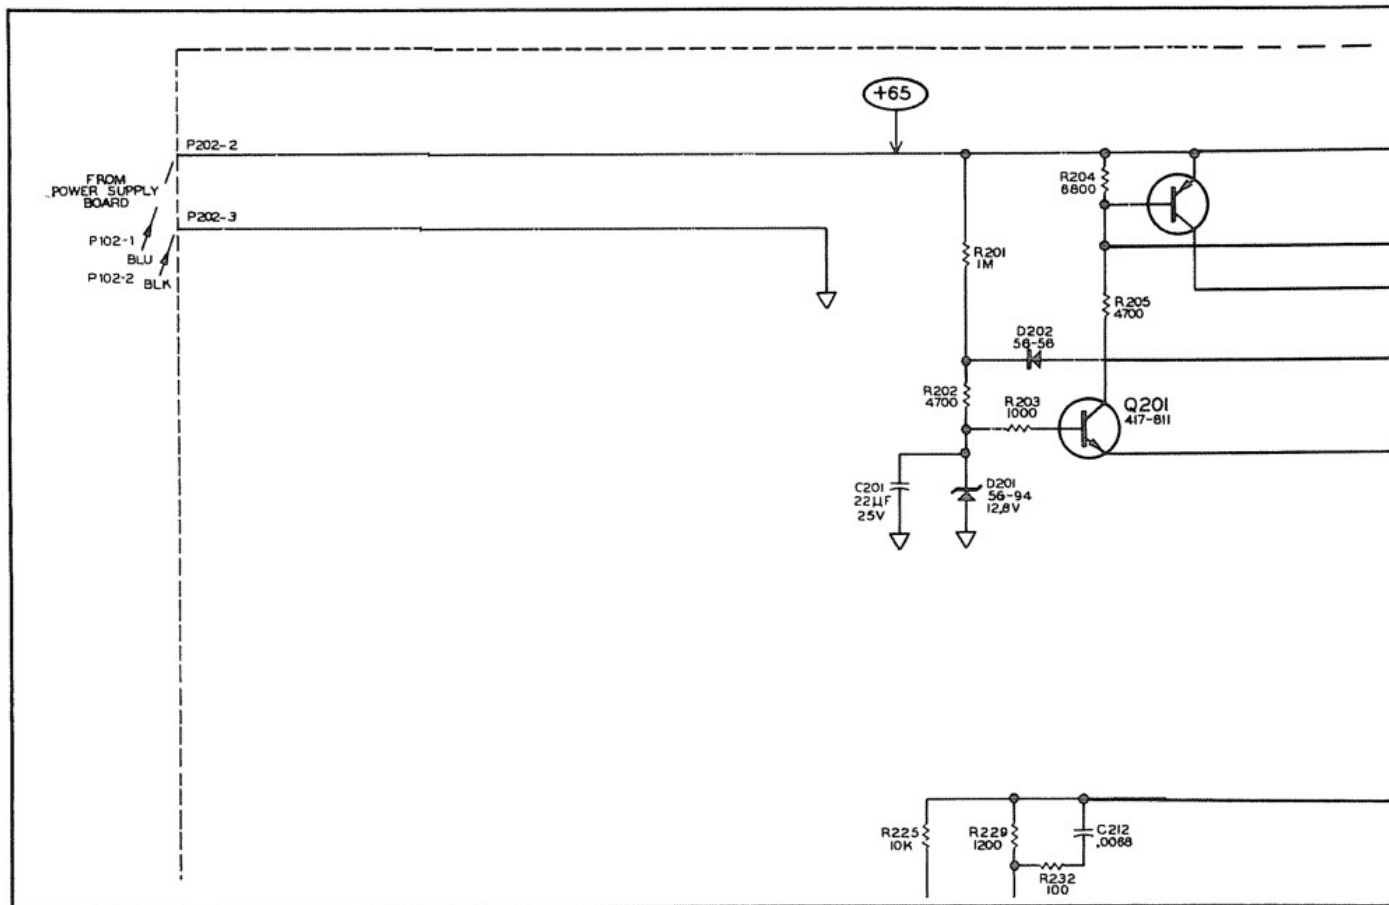 +65
P202-2
FROM
POWER SUPPLY
BOARD
P202-3
P102-1
BLU
P102-2
BLK
R204
6800
R201
1M
R205
4700
D202
56-56
R202
4700
R203
1000
Q201
417-811
C201
22µF
25V
D201
56-94
12.8V
R225
10K
R229
1200
C212
.0068
R232
100